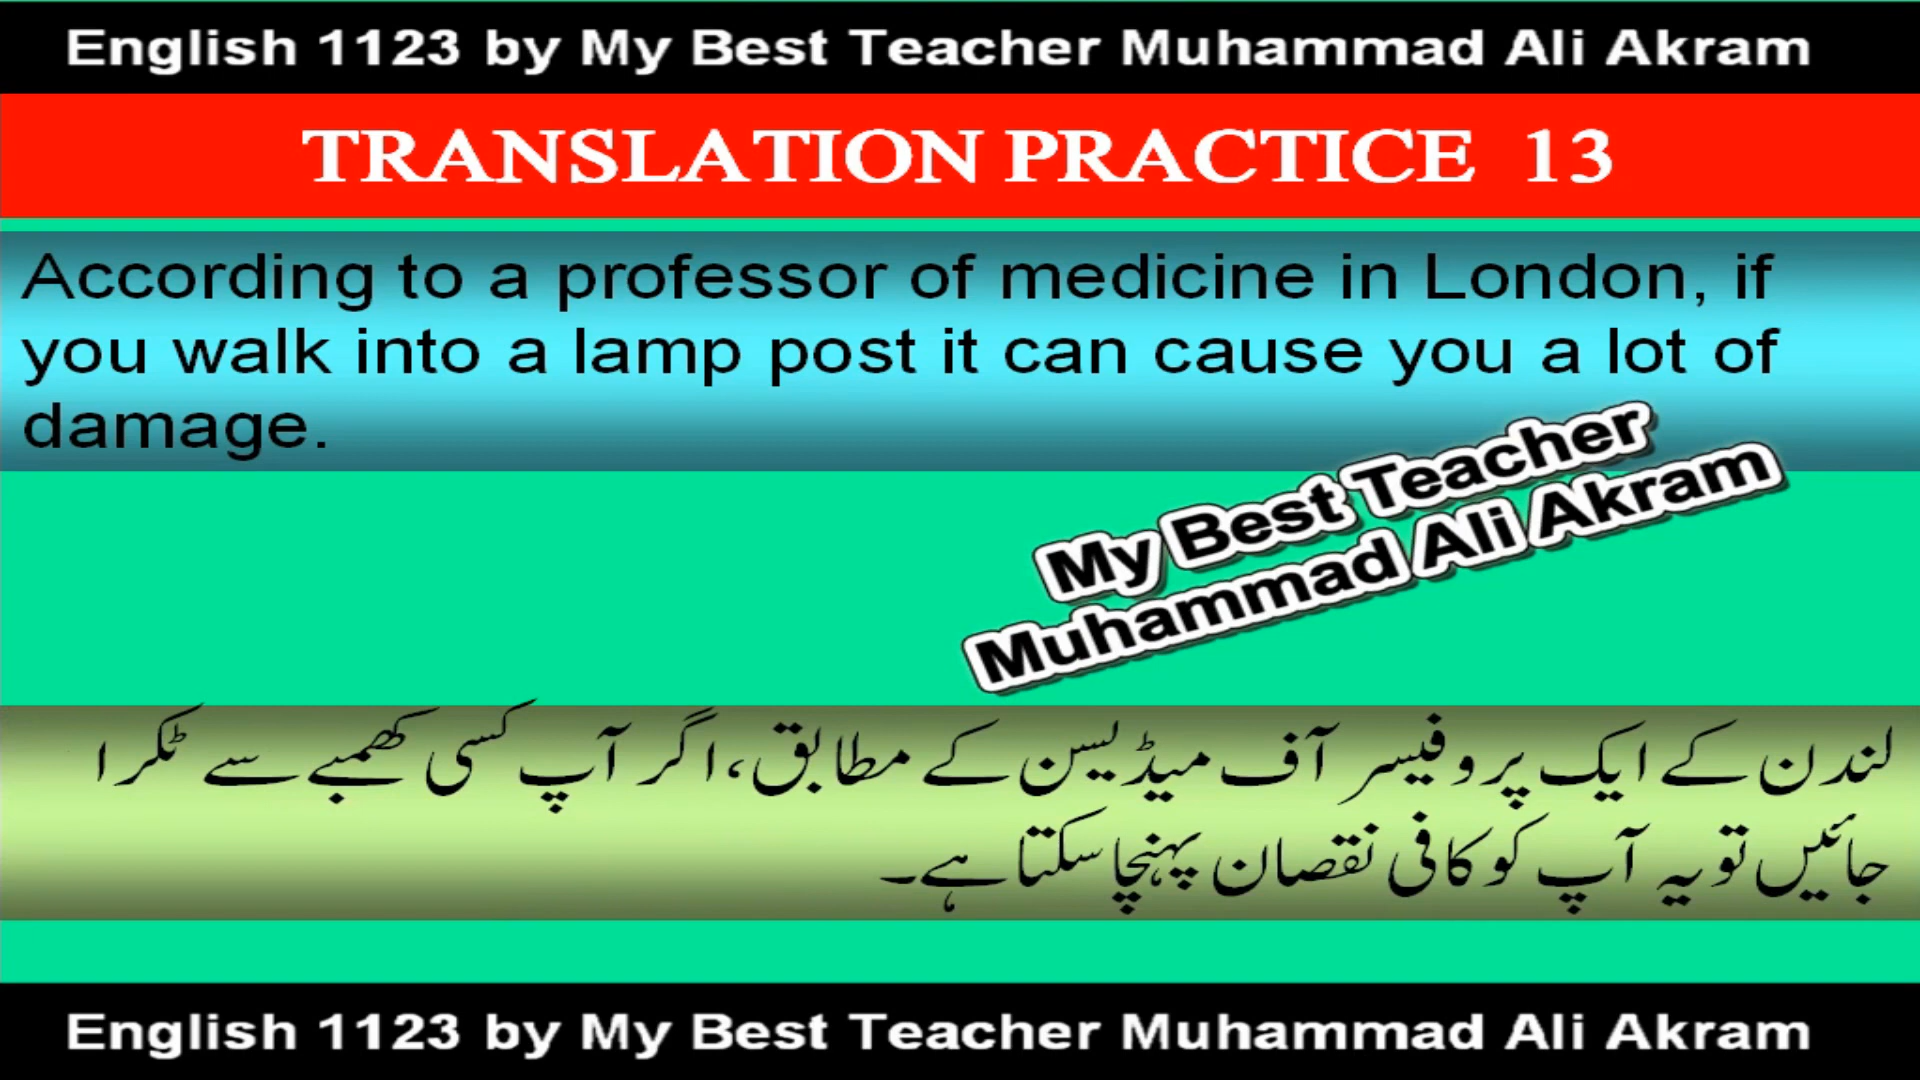 English 1123 by My Best Teacher Muhammad Ali Akram
TRANSLATION PRACTICE 13
According to a professor of medicine in London, if
you walk into a lamp post it can cause you a lot of
damage.
My Best Teacher
Muhammad Ali Akram
لندن کے ایک پروفیسر آف میڈیسن کے مطابق، اگر آپ کسی کھمبے سے ٹکرا
جائیں تو یہ آپ کو کافی نقصان پہنچا سکتا ہے۔
English 1123 by My Best Teacher Muhammad Ali Akram